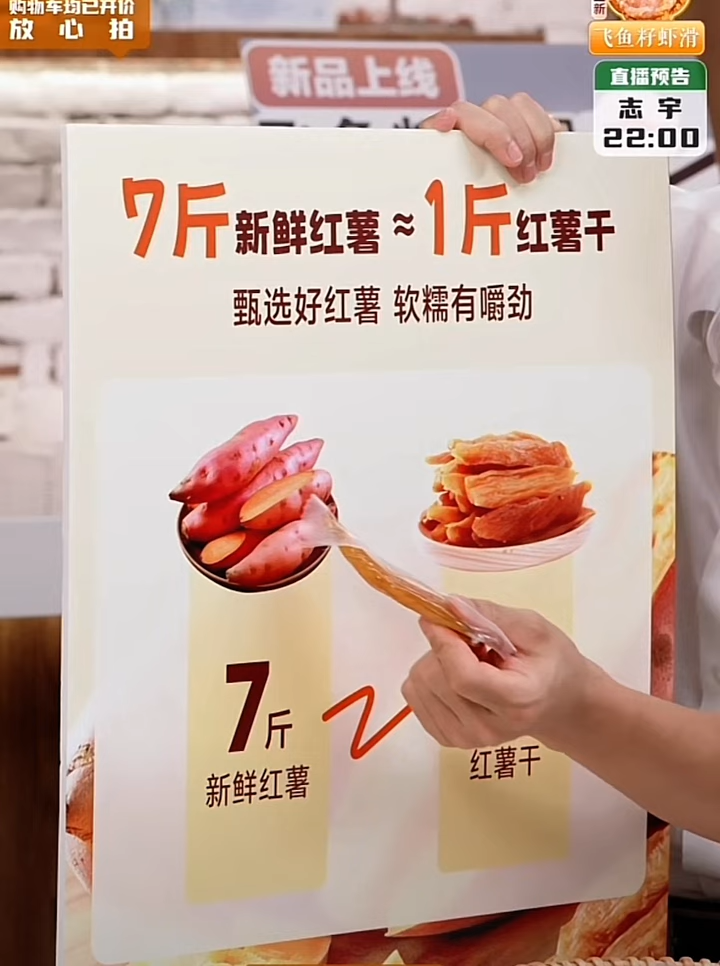 购物车均已开价
放心拍
新
飞鱼籽虾滑
直播预告
志宇
22:00
新品上线
7斤新鲜红薯≈1斤红薯干
甄选好红薯 软糯有嚼劲
7斤
新鲜红薯
红薯干